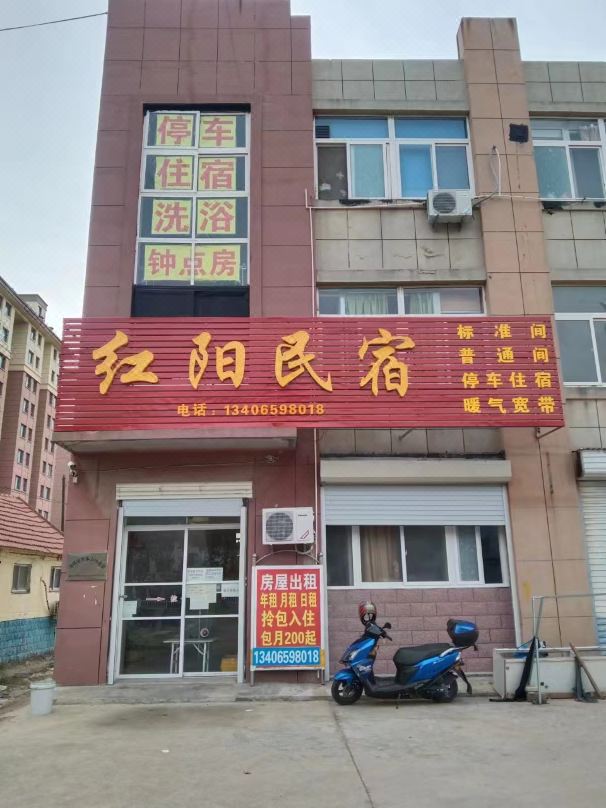 停车
住宿
洗浴
钟点房
红阳民宿
电话：13406598018
标准间
普通间
停车住宿
暖气宽带
房屋出租
年租 月租 日租
拎包入住
包月200起
13406598018